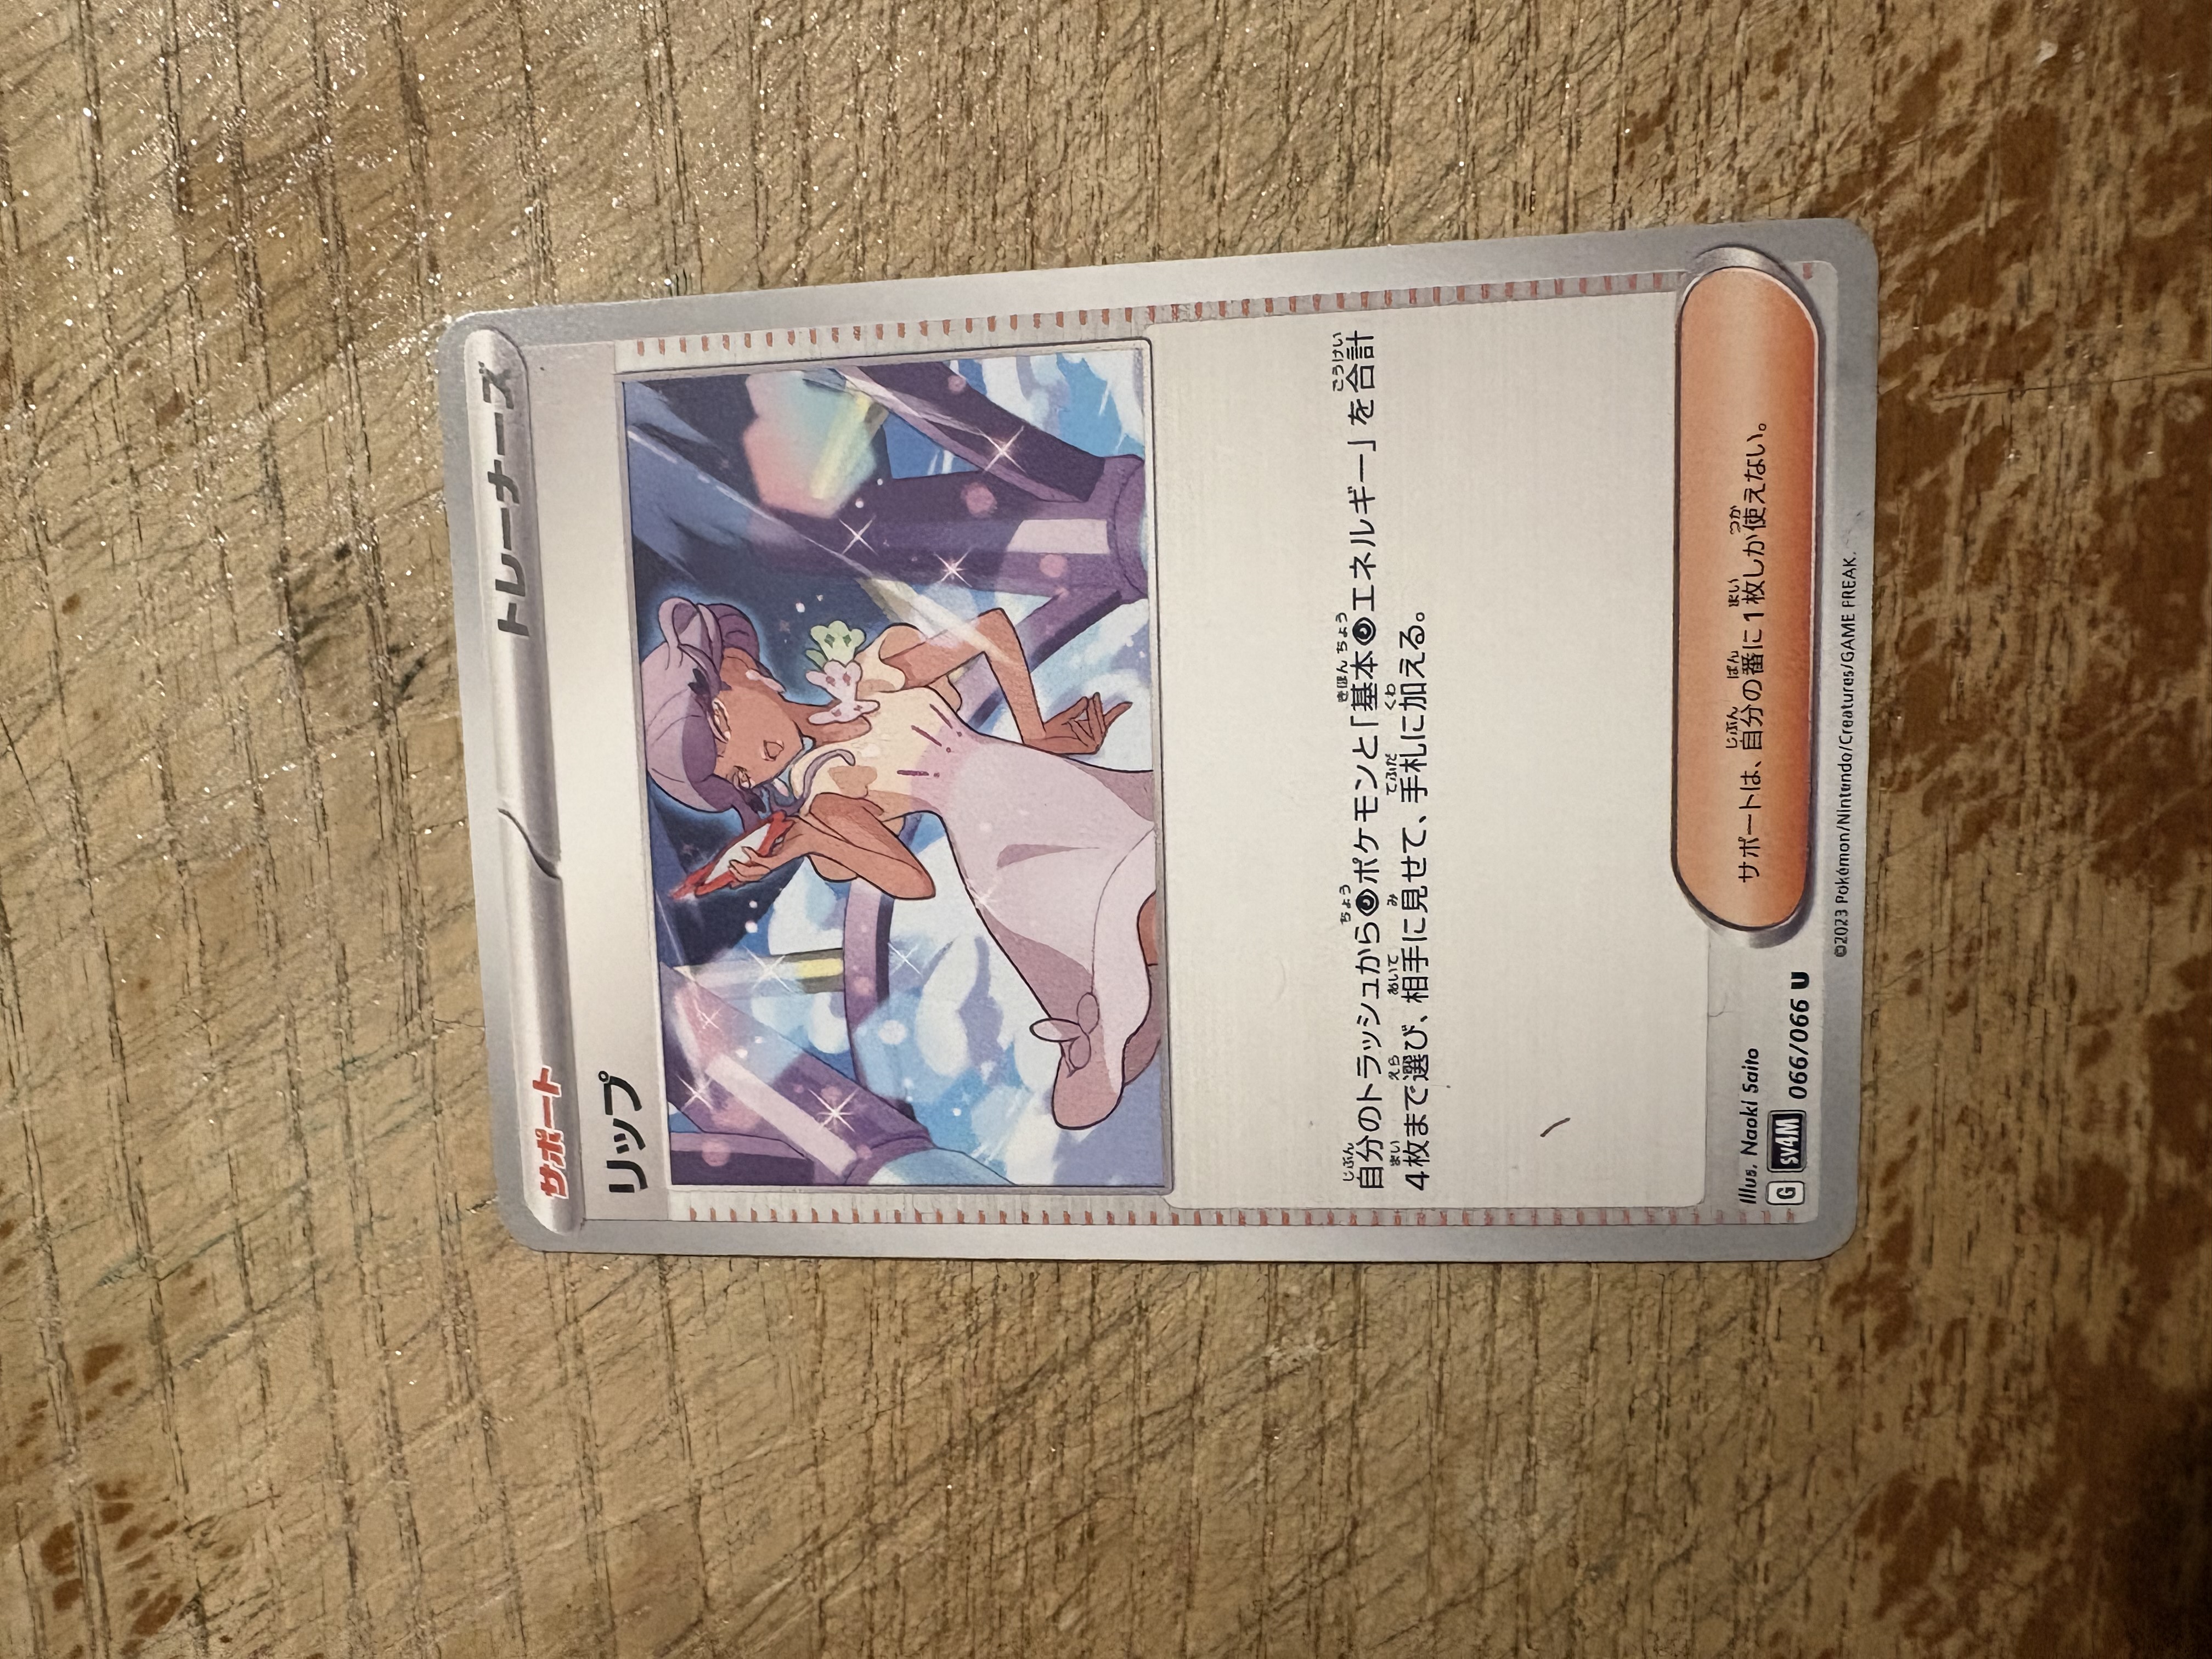 サポート
トレーナーズ
リップ
自分のトラッシュから超ポケモンと「基本超エネルギー」を合計
4枚まで選び、相手に見せて、手札に加える。
サポートは、自分の番に1枚しか使えない。
Illus. Naoki Saito
G SV4M 066/066 U
©2023 Pokémon/Nintendo/Creatures/GAME FREAK.